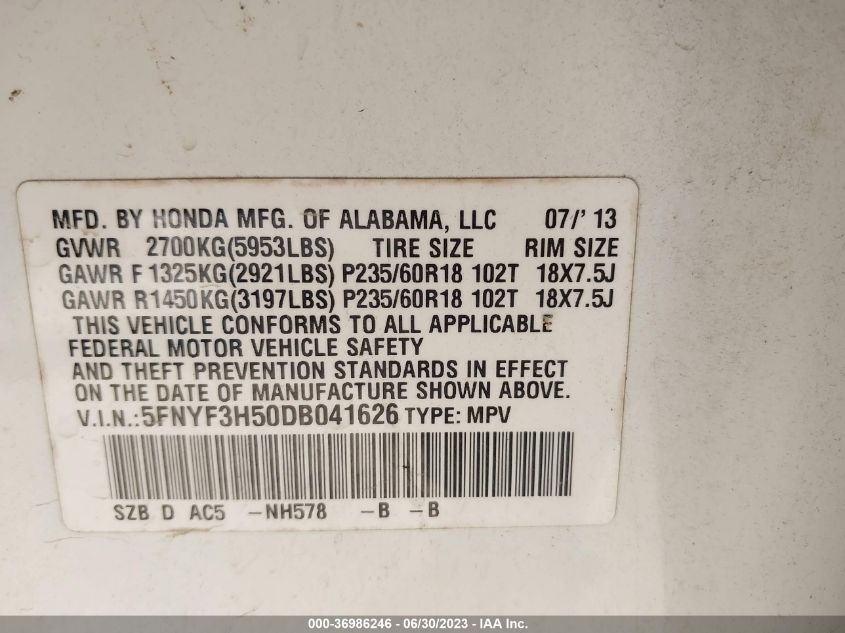 MFD. BY HONDA MFG. OF ALABAMA, LLC 07/'13
GVWR 2700KG(5953LBS) TIRE SIZE RIM SIZE
GAWR F 1325KG(2921LBS) P235/60R18 102T 18X7.5J
GAWR R1450KG(3197LBS) P235/60R18 102T 18X7.5J
THIS VEHICLE CONFORMS TO ALL APPLICABLE
FEDERAL MOTOR VEHICLE SAFETY
AND THEFT PREVENTION STANDARDS IN EFFECT
ON THE DATE OF MANUFACTURE SHOWN ABOVE.
V.I.N.:5FNYF3H50DB041626 TYPE: MPV
SZB D AC5 -NH578 -B -B
000-36986246 - 06/30/2023 - IAA Inc.